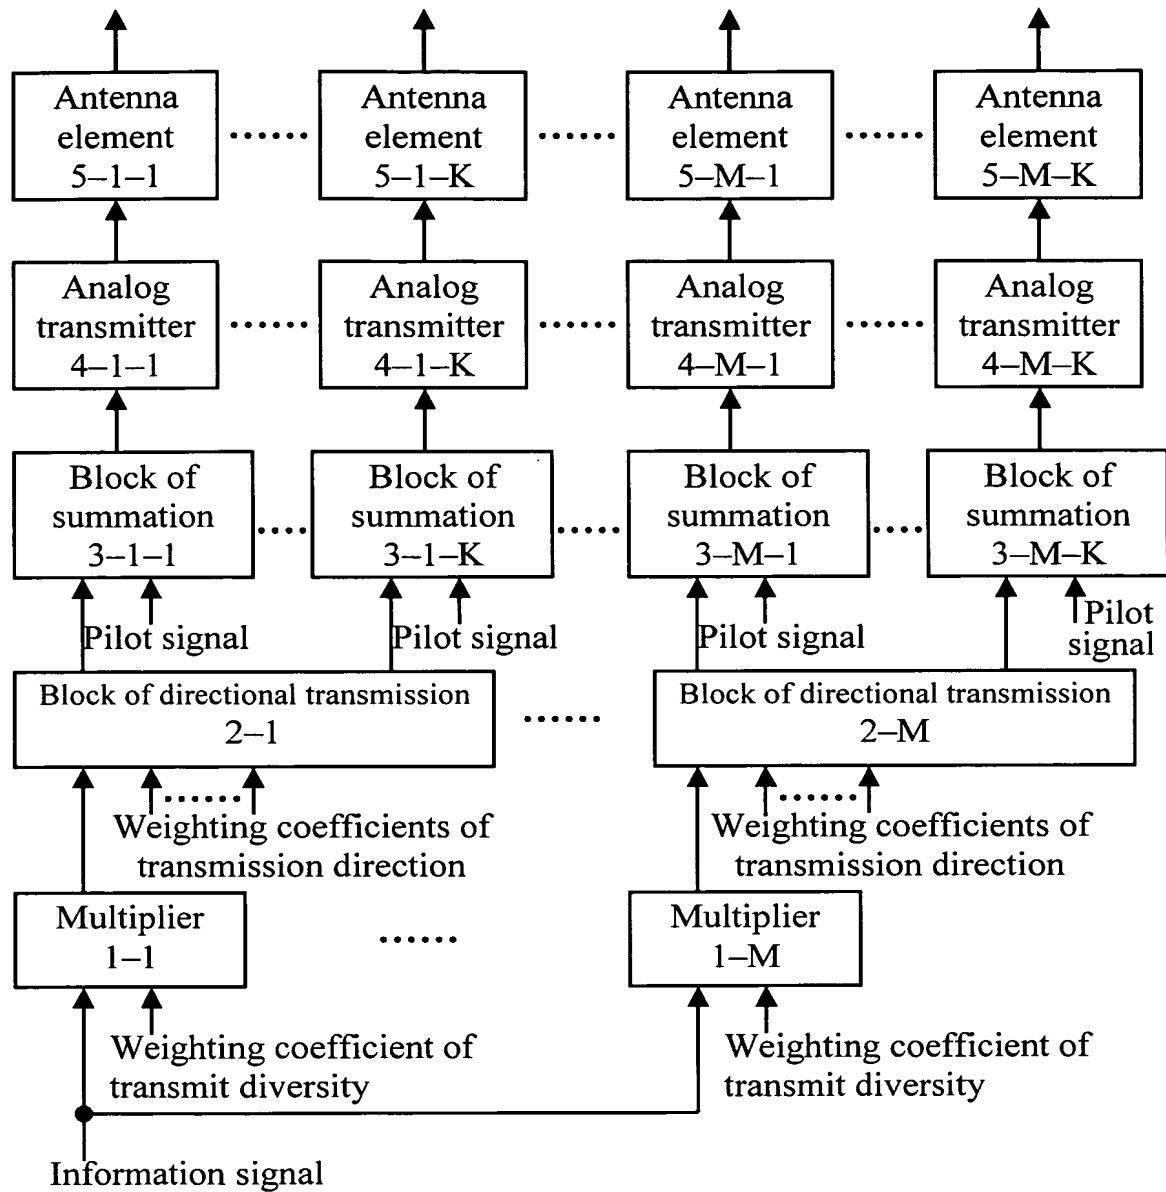 Antenna
element
5–1–1
Antenna
element
5–1–K
Antenna
element
5–M–1
Antenna
element
5–M–K
Analog
transmitter
4–1–1
Analog
transmitter
4–1–K
Analog
transmitter
4–M–1
Analog
transmitter
4–M–K
Block of
summation
3–1–1
Block of
summation
3–1–K
Block of
summation
3–M–1
Block of
summation
3–M–K
Pilot signal
Pilot signal
Pilot signal
Pilot
signal
Block of directional transmission
2–1
Block of directional transmission
2–M
Weighting coefficients of
transmission direction
Weighting coefficients of
transmission direction
Multiplier
1–1
Multiplier
1–M
Weighting coefficient of
transmit diversity
Weighting coefficient of
transmit diversity
Information signal